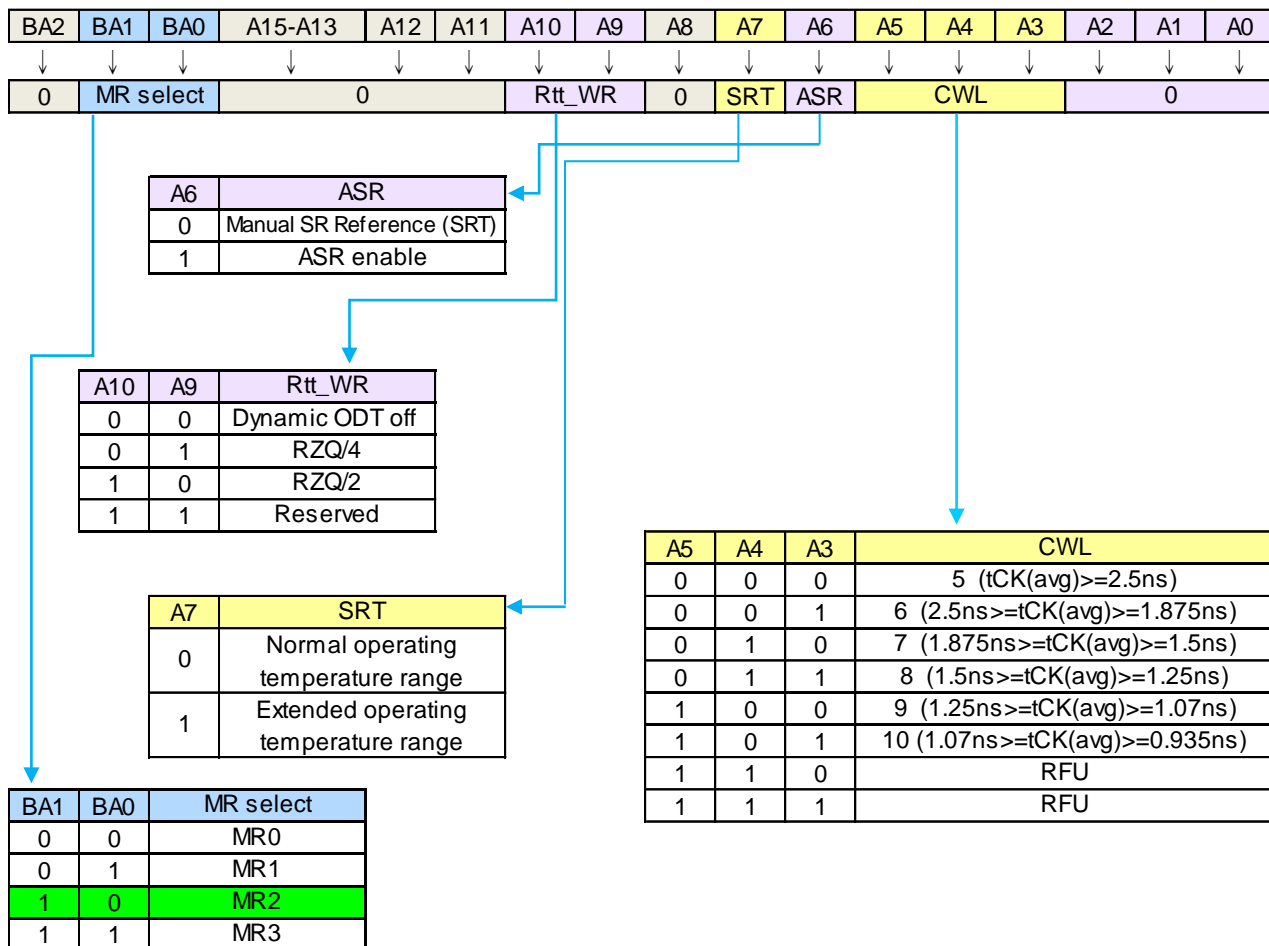 BA2 BA1 BA0 A15-A13 A12 A11 A10 A9 A8 A7 A6 A5 A4 A3 A2 A1 A0
0 MR select 0 Rtt_WR 0 SRT ASR CWL 0
A6 ASR
0 Manual SR Reference (SRT)
1 ASR enable
A10 A9 Rtt_WR
0 0 Dynamic ODT off
0 1 RZQ/4
1 0 RZQ/2
1 1 Reserved
A7 SRT
0 Normal operating
temperature range
1 Extended operating
temperature range
A5 A4 A3 CWL
0 0 0 5 (tCK(avg)>=2.5ns)
0 0 1 6 (2.5ns>=tCK(avg)>=1.875ns)
0 1 0 7 (1.875ns>=tCK(avg)>=1.5ns)
0 1 1 8 (1.5ns>=tCK(avg)>=1.25ns)
1 0 0 9 (1.25ns>=tCK(avg)>=1.07ns)
1 0 1 10 (1.07ns>=tCK(avg)>=0.935ns)
1 1 0 RFU
1 1 1 RFU
BA1 BA0 MR select
0 0 MR0
0 1 MR1
1 0 MR2
1 1 MR3